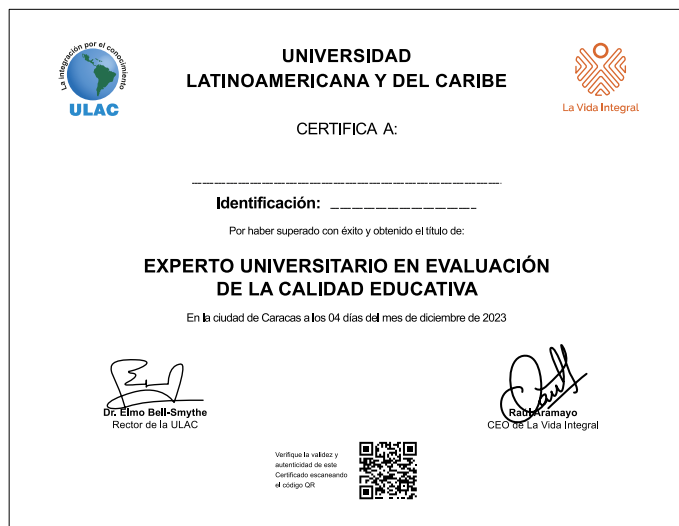 La integración por el conocimiento
ULAC
UNIVERSIDAD
LATINOAMERICANA Y DEL CARIBE
La Vida Integral
CERTIFICA A:
Identificación:
Por haber superado con éxito y obtenido el título de:
EXPERTO UNIVERSITARIO EN EVALUACIÓN
DE LA CALIDAD EDUCATIVA
En la ciudad de Caracas a los 04 días del mes de diciembre de 2023
Dr. Elmo Bell-Smythe
Rector de la ULAC
Raúl Aramayo
CEO de La Vida Integral
Verifique la validez y
autenticidad de este
Certificado escaneando
el código QR